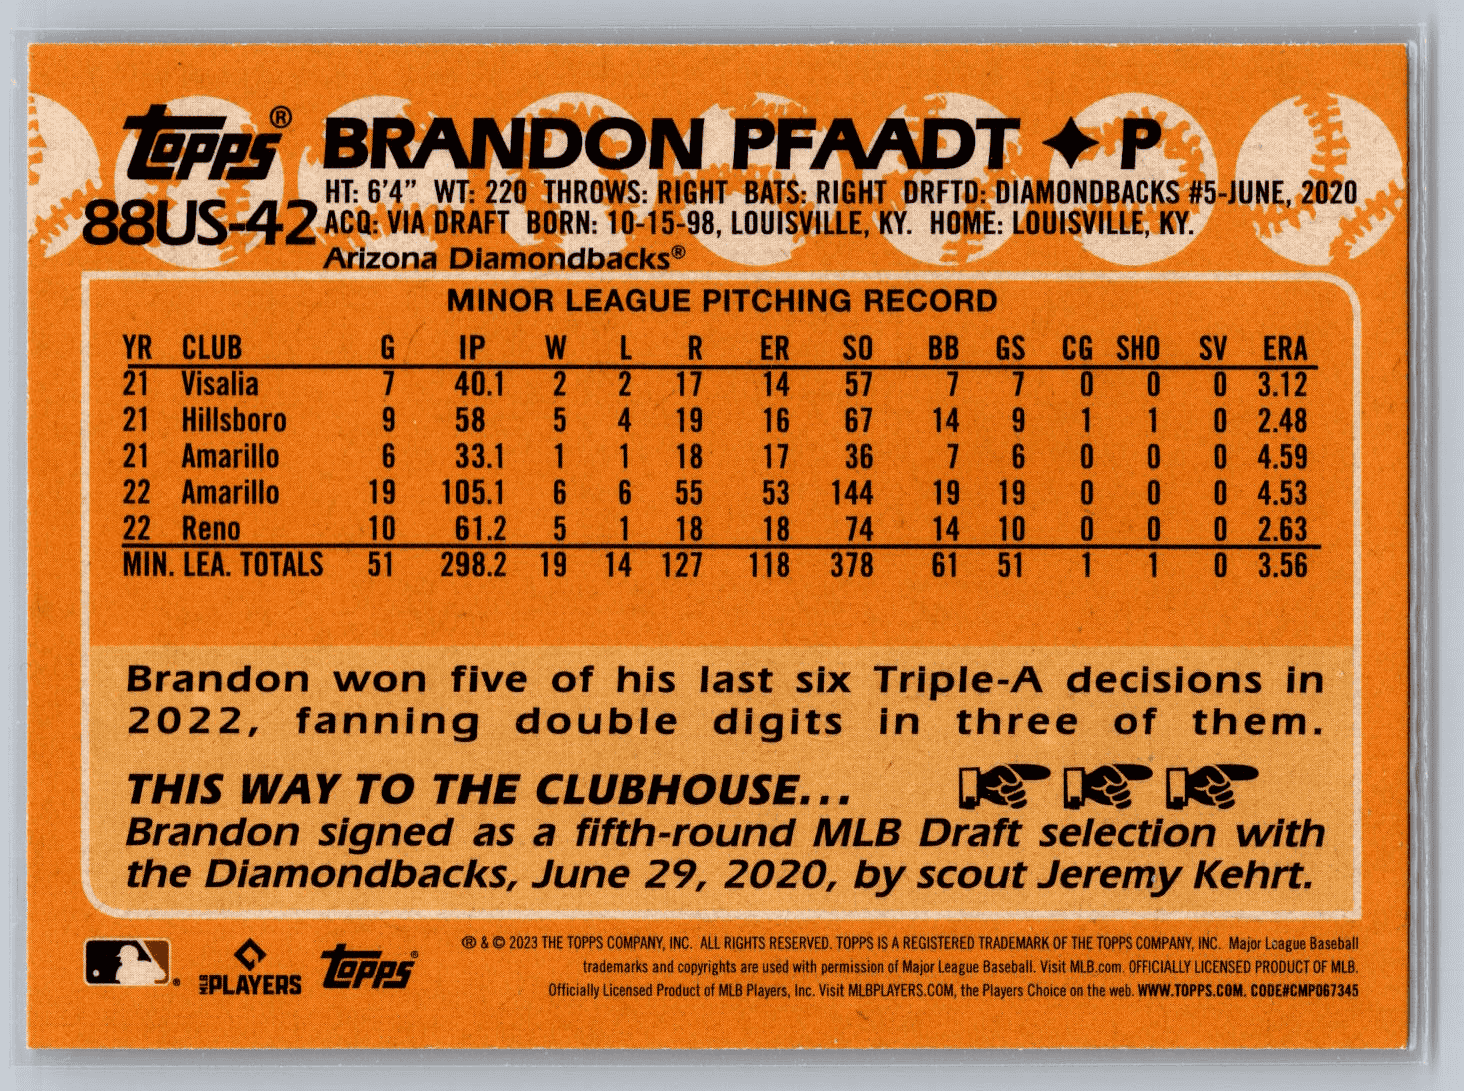 Topps® BRANDON PFAADT ✦ P
88US-42 HT: 6'4" WT: 220 THROWS: RIGHT BATS: RIGHT DRFTD: DIAMONDBACKS #5-JUNE, 2020
ACQ: VIA DRAFT BORN: 10-15-98, LOUISVILLE, KY. HOME: LOUISVILLE, KY.
Arizona Diamondbacks®
MINOR LEAGUE PITCHING RECORD
YR CLUB G IP W L R ER SO BB GS CG SHO SV ERA
21 Visalia 7 40.1 2 2 17 14 57 7 7 0 0 0 3.12
21 Hillsboro 9 58 5 4 19 16 67 14 9 1 1 0 2.48
21 Amarillo 6 33.1 1 1 18 17 36 7 6 0 0 0 4.59
22 Amarillo 19 105.1 6 6 55 53 144 19 19 0 0 0 4.53
22 Reno 10 61.2 5 1 18 18 74 14 10 0 0 0 2.63
MIN. LEA. TOTALS 51 298.2 19 14 127 118 378 61 51 1 1 0 3.56
Brandon won five of his last six Triple-A decisions in
2022, fanning double digits in three of them.
THIS WAY TO THE CLUBHOUSE...
Brandon signed as a fifth-round MLB Draft selection with
the Diamondbacks, June 29, 2020, by scout Jeremy Kehrt.
® & © 2023 THE TOPPS COMPANY, INC. ALL RIGHTS RESERVED. TOPPS IS A REGISTERED TRADEMARK OF THE TOPPS COMPANY, INC. Major League Baseball
trademarks and copyrights are used with permission of Major League Baseball. Visit MLB.com. OFFICIALLY LICENSED PRODUCT OF MLB.
MLB PLAYERS Topps® Officially Licensed Product of MLB Players, Inc. Visit MLBPLAYERS.COM, the Players Choice on the web. WWW.TOPPS.COM. CODE#CMP067345